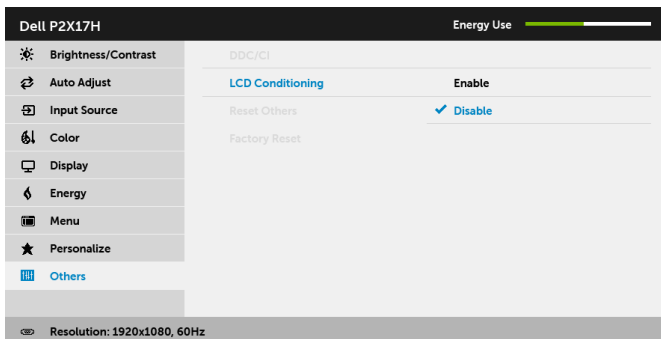 Dell P2X17H
Energy Use
Brightness/Contrast
Auto Adjust
Input Source
Color
Display
Energy
Menu
Personalize
Others
DDC/CI
LCD Conditioning
Reset Others
Factory Reset
Enable
Disable
Resolution: 1920x1080, 60Hz